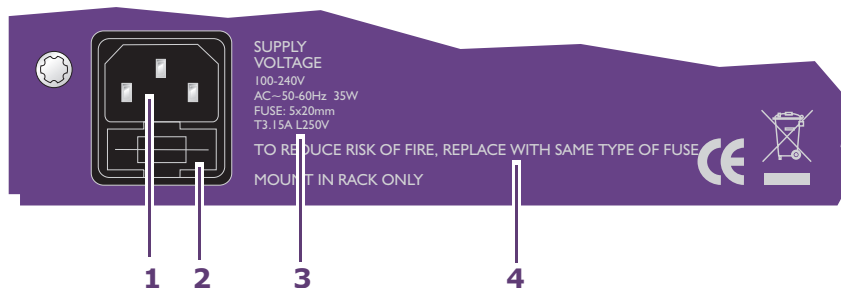 SUPPLY
VOLTAGE
100-240V
AC~50-60Hz 35W
FUSE: 5x20mm
T3.15A L250V
TO REDUCE RISK OF FIRE, REPLACE WITH SAME TYPE OF FUSE
MOUNT IN RACK ONLY
CE
1 2 3 4